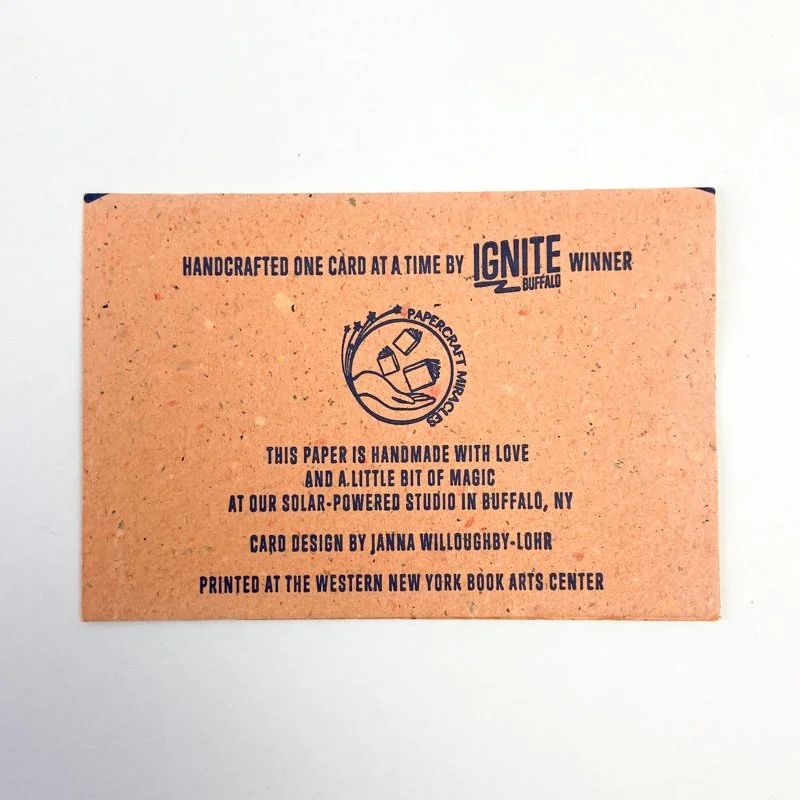 HANDCRAFTED ONE CARD AT A TIME BY IGNITE BUFFALO WINNER
PAPERCRAFT MIRACLES
THIS PAPER IS HANDMADE WITH LOVE
AND A LITTLE BIT OF MAGIC
AT OUR SOLAR-POWERED STUDIO IN BUFFALO, NY
CARD DESIGN BY JANNA WILLOUGHBY-LOHR
PRINTED AT THE WESTERN NEW YORK BOOK ARTS CENTER